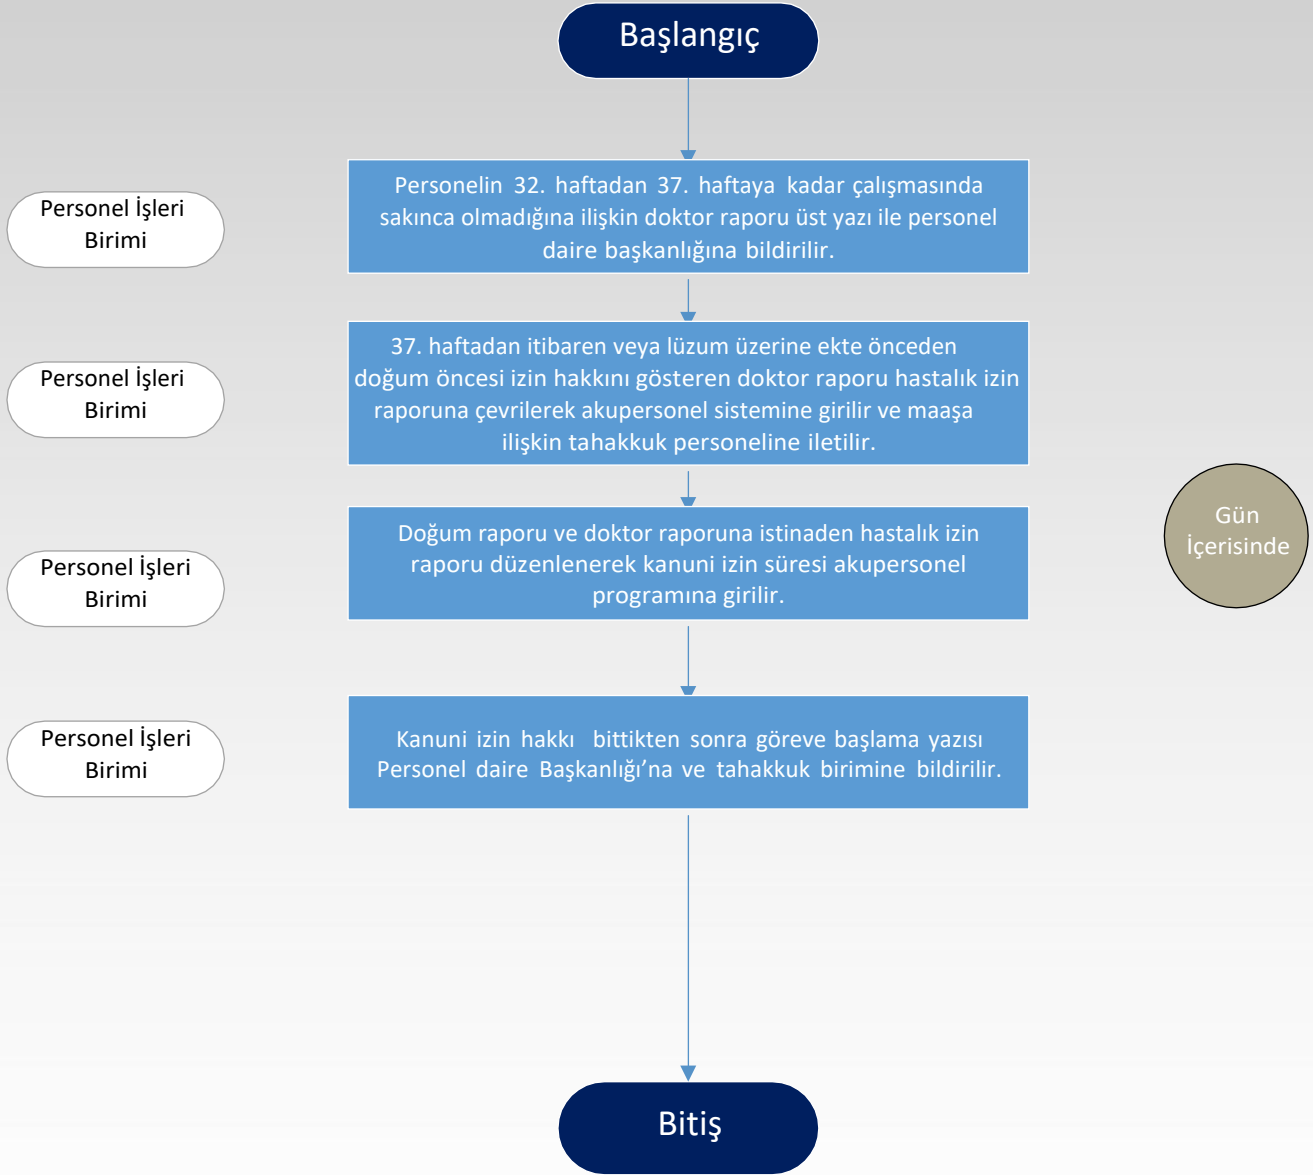 Başlangıç
Personel İşleri
Birimi
Personelin 32. haftadan 37. haftaya kadar çalışmasında
sakınca olmadığına ilişkin doktor raporu üst yazı ile personel
daire başkanlığına bildirilir.
Personel İşleri
Birimi
37. haftadan itibaren veya lüzum üzerine ekte önceden
doğum öncesi izin hakkını gösteren doktor raporu hastalık izin
raporuna çevrilerek akupersonel sistemine girilir ve maaşa
ilişkin tahakkuk personeline iletilir.
Gün
İçerisinde
Personel İşleri
Birimi
Doğum raporu ve doktor raporuna istinaden hastalık izin
raporu düzenlenerek kanuni izin süresi akupersonel
programına girilir.
Personel İşleri
Birimi
Kanuni izin hakkı bittikten sonra göreve başlama yazısı
Personel daire Başkanlığı’na ve tahakkuk birimine bildirilir.
Bitiş